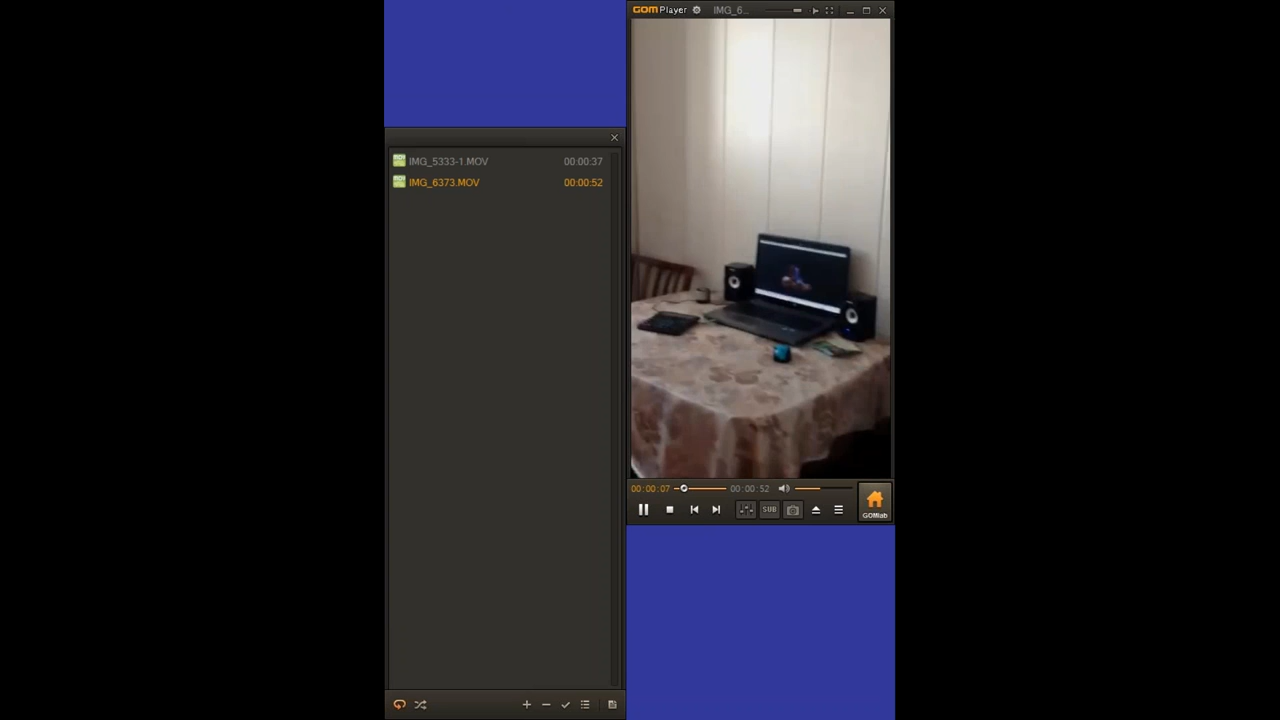 GOM Player IMG_6..
IMG_5333-1.MOV 00:00:37
IMG_6373.MOV 00:00:52
00:00:07 00:00:52
SUB
GOMlab